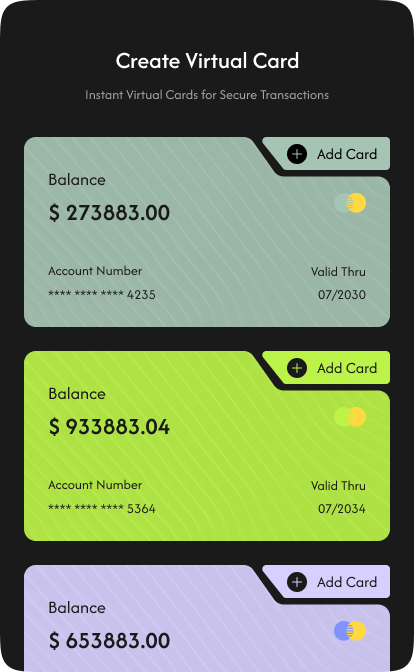 Create Virtual Card
Instant Virtual Cards for Secure Transactions
Add Card
Balance
$ 273883.00
Account Number
Valid Thru
**** **** **** 4235
07/2030
Add Card
Balance
$ 933883.04
Account Number
Valid Thru
**** **** **** 5364
07/2034
Add Card
Balance
$ 653883.00